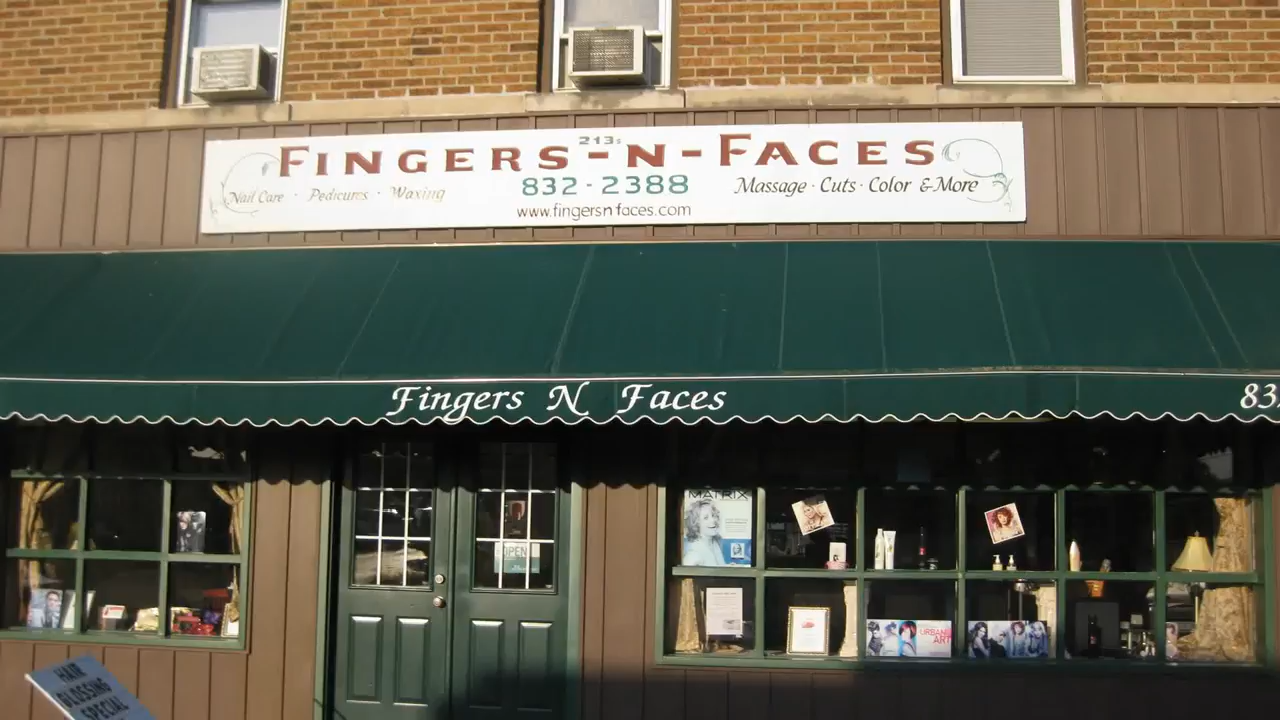 213s
FINGERS-N-FACES
Nail Care · Pedicures · Waxing
832-2388
Massage · Cuts · Color & More
www.fingersnfaces.com
Fingers N Faces
83
MATRIX
OPEN
URBAN
ART
HAIR
GLOSSING
SPECIAL